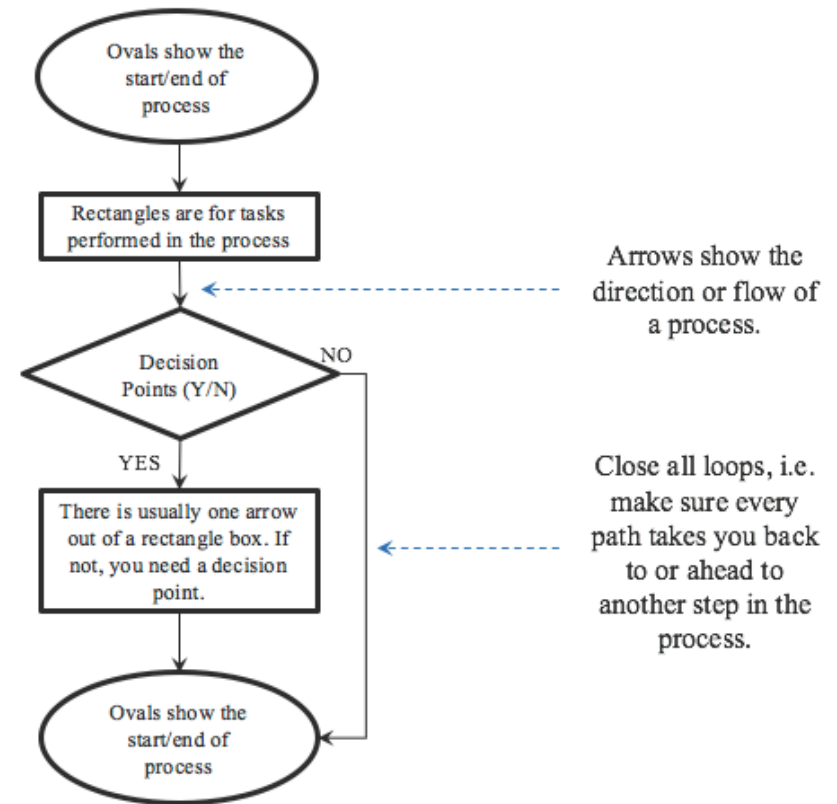 Ovals show the
start/end of
process
Rectangles are for tasks
performed in the process
Arrows show the
direction or flow of
a process.
Decision
Points (Y/N)
NO
YES
Close all loops, i.e.
make sure every
path takes you back
to or ahead to
another step in the
process.
There is usually one arrow
out of a rectangle box. If
not, you need a decision
point.
Ovals show the
start/end of
process